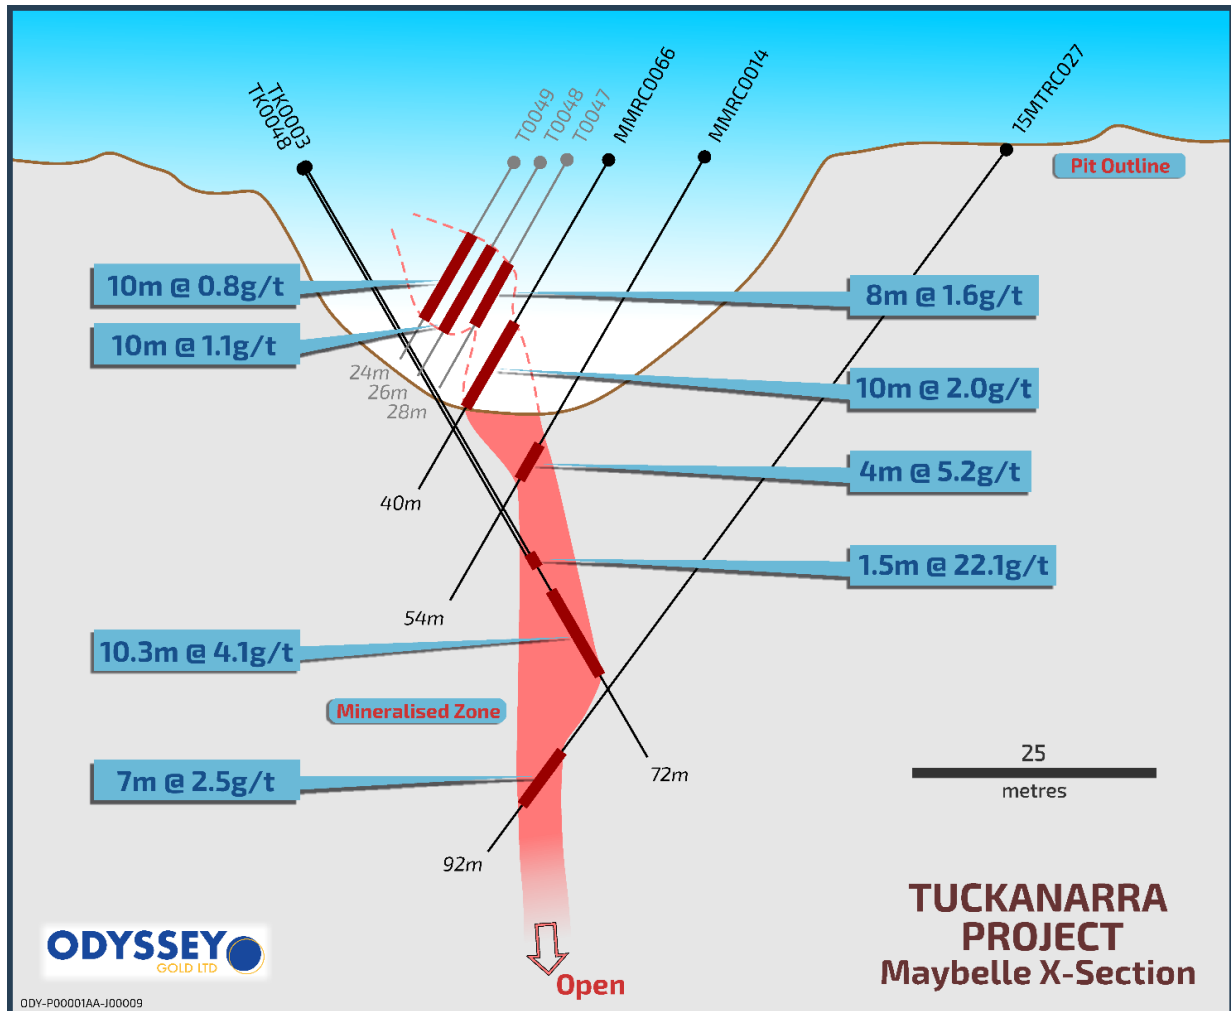 TK0003
TK0048
T0049
T0048
T0047
MMRC0066
MMRC0014
15MTRC027
Pit Outline
10m @ 0.8g/t
8m @ 1.6g/t
10m @ 1.1g/t
24m
26m
28m
10m @ 2.0g/t
4m @ 5.2g/t
40m
1.5m @ 22.1g/t
54m
10.3m @ 4.1g/t
Mineralised Zone
7m @ 2.5g/t
72m
25
metres
92m
TUCKANARRA
PROJECT
Maybelle X-Section
ODYSSEY
GOLD LTD
Open
ODY-P00001AA-J00009